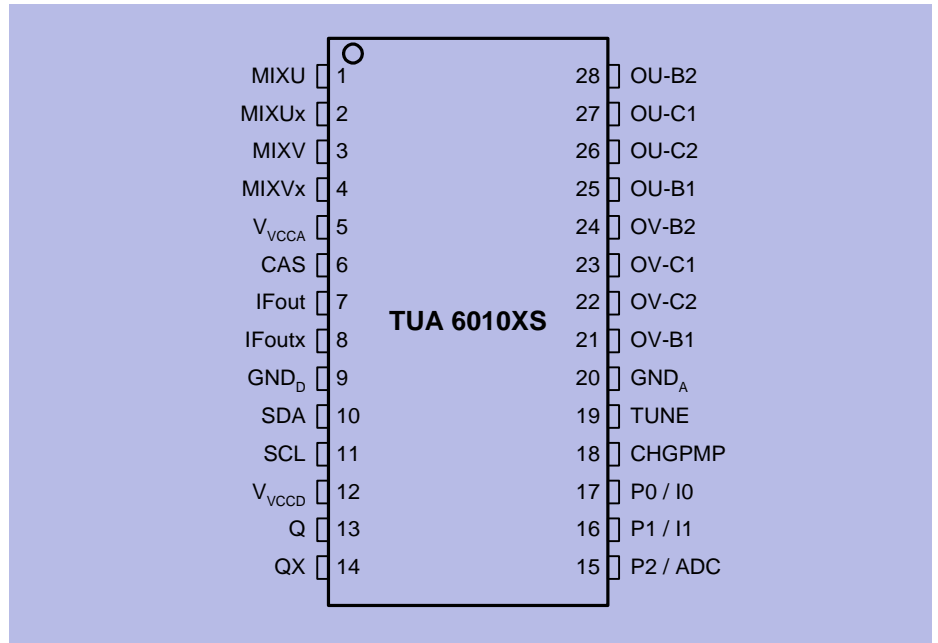 MIXU 1 28 OU-B2
MIXUx 2 27 OU-C1
MIXV 3 26 OU-C2
MIXVx 4 25 OU-B1
VVCCA 5 24 OV-B2
CAS 6 23 OV-C1
IFout 7 22 OV-C2
TUA 6010XS
IFoutx 8 21 OV-B1
GNDD 9 20 GNDA
SDA 10 19 TUNE
SCL 11 18 CHGPMP
VVCCD 12 17 P0 / I0
Q 13 16 P1 / I1
QX 14 15 P2 / ADC